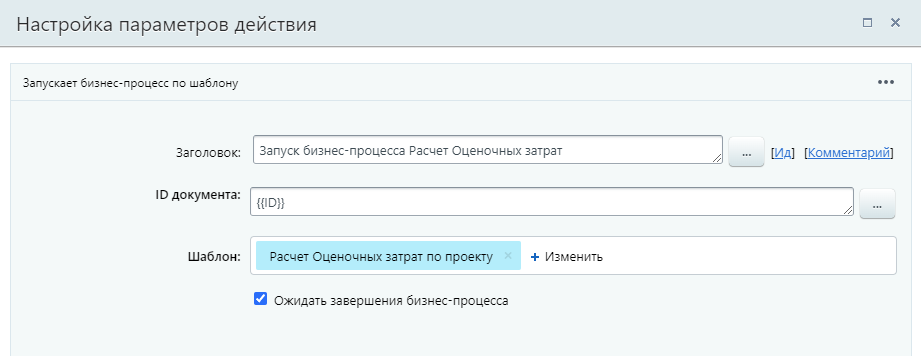 Настройка параметров действия
Запускает бизнес-процесс по шаблону
Заголовок: Запуск бизнес-процесса Расчет Оценочных затрат ... [Ид] [Комментарий]
ID документа: {{ID}} ...
Шаблон: Расчет Оценочных затрат по проекту × + Изменить
Ожидать завершения бизнес-процесса